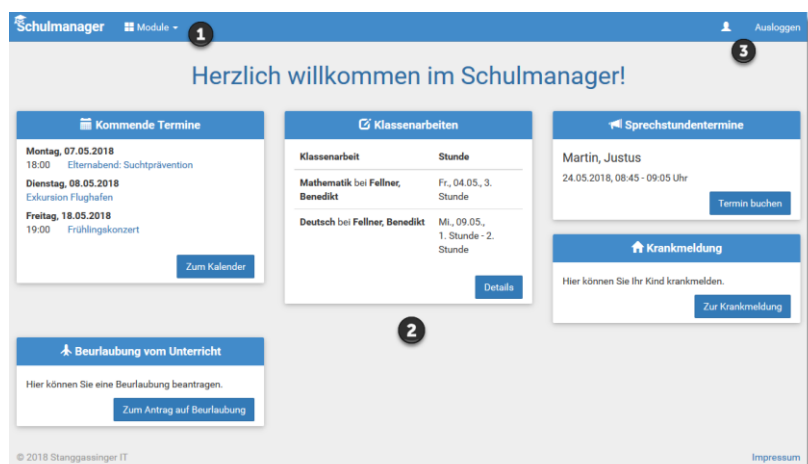 Schulmanager Module 1 Ausloggen
3
Herzlich willkommen im Schulmanager!
Kommende Termine
Montag, 07.05.2018
18:00 Elternabend: Suchtprävention
Dienstag, 08.05.2018
Exkursion Flughafen
Freitag, 18.05.2018
19:00 Frühlingskonzert
Zum Kalender
Klassenarbeiten
Klassenarbeit Stunde
Mathematik bei Fellner, Fr., 04.05., 3.
Benedikt Stunde
Deutsch bei Fellner, Benedikt Mi., 09.05.,
1. Stunde - 2.
Stunde
Details
2
Sprechstundentermine
Martin, Justus
24.05.2018, 08:45 - 09:05 Uhr
Termin buchen
Krankmeldung
Hier können Sie Ihr Kind krankmelden.
Zur Krankmeldung
Beurlaubung vom Unterricht
Hier können Sie eine Beurlaubung beantragen.
Zum Antrag auf Beurlaubung
© 2018 Stanggassinger IT Impressum